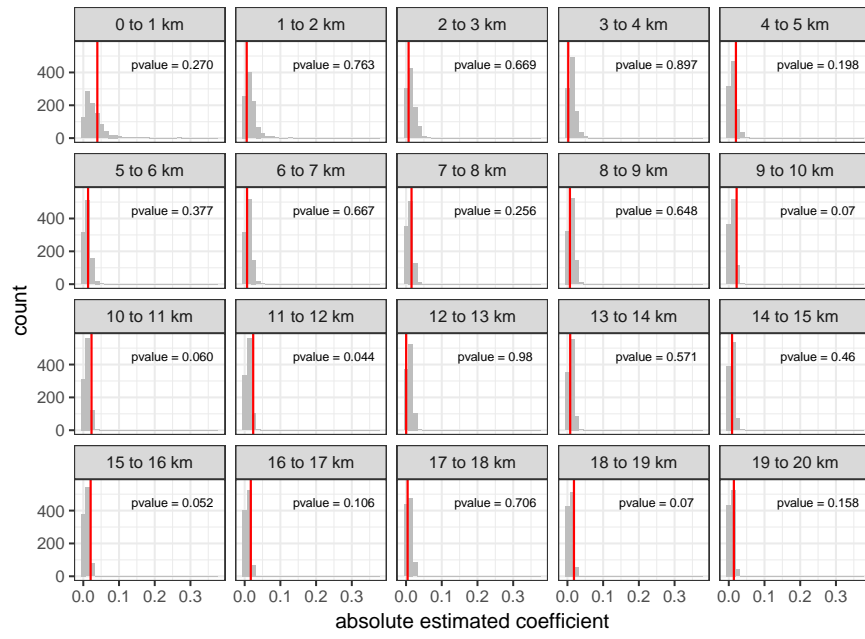 0 to 1 km 1 to 2 km 2 to 3 km 3 to 4 km 4 to 5 km
400 pvalue = 0.270 pvalue = 0.763 pvalue = 0.669 pvalue = 0.897 pvalue = 0.198
200
0
5 to 6 km 6 to 7 km 7 to 8 km 8 to 9 km 9 to 10 km
400 pvalue = 0.377 pvalue = 0.667 pvalue = 0.256 pvalue = 0.648 pvalue = 0.07
200
0
count
10 to 11 km 11 to 12 km 12 to 13 km 13 to 14 km 14 to 15 km
400 pvalue = 0.060 pvalue = 0.044 pvalue = 0.98 pvalue = 0.571 pvalue = 0.46
200
0
15 to 16 km 16 to 17 km 17 to 18 km 18 to 19 km 19 to 20 km
400 pvalue = 0.052 pvalue = 0.106 pvalue = 0.706 pvalue = 0.07 pvalue = 0.158
200
0
0.0 0.1 0.2 0.3 0.0 0.1 0.2 0.3 0.0 0.1 0.2 0.3 0.0 0.1 0.2 0.3 0.0 0.1 0.2 0.3
absolute estimated coefficient